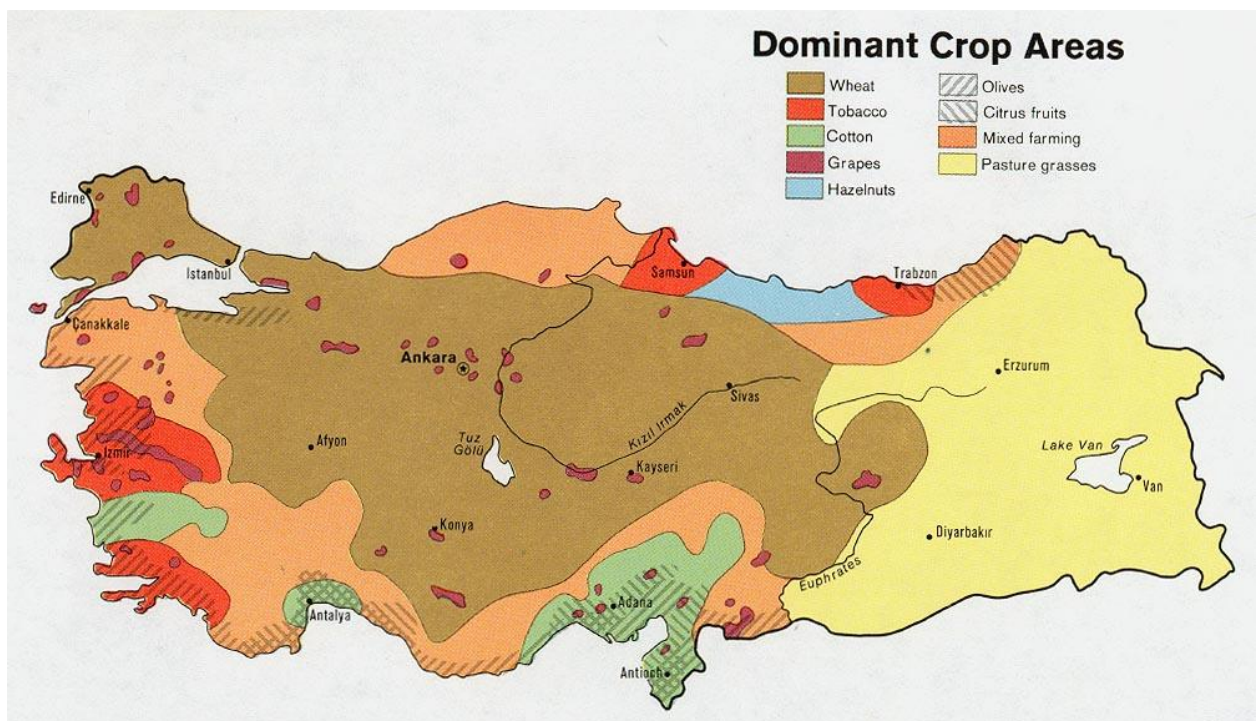 Dominant Crop Areas
Wheat
Tobacco
Cotton
Grapes
Hazelnuts
Olives
Citrus fruits
Mixed farming
Pasture grasses
Edirne
Istanbul
Çanakkale
Samsun
Trabzon
Ankara
Erzurum
Sivas
Kızıl Irmak
Tuz
Gölü
Afyon
Izmir
Kayseri
Lake Van
Van
Konya
Diyarbakır
Euphrates
Adana
Antalya
Antioch